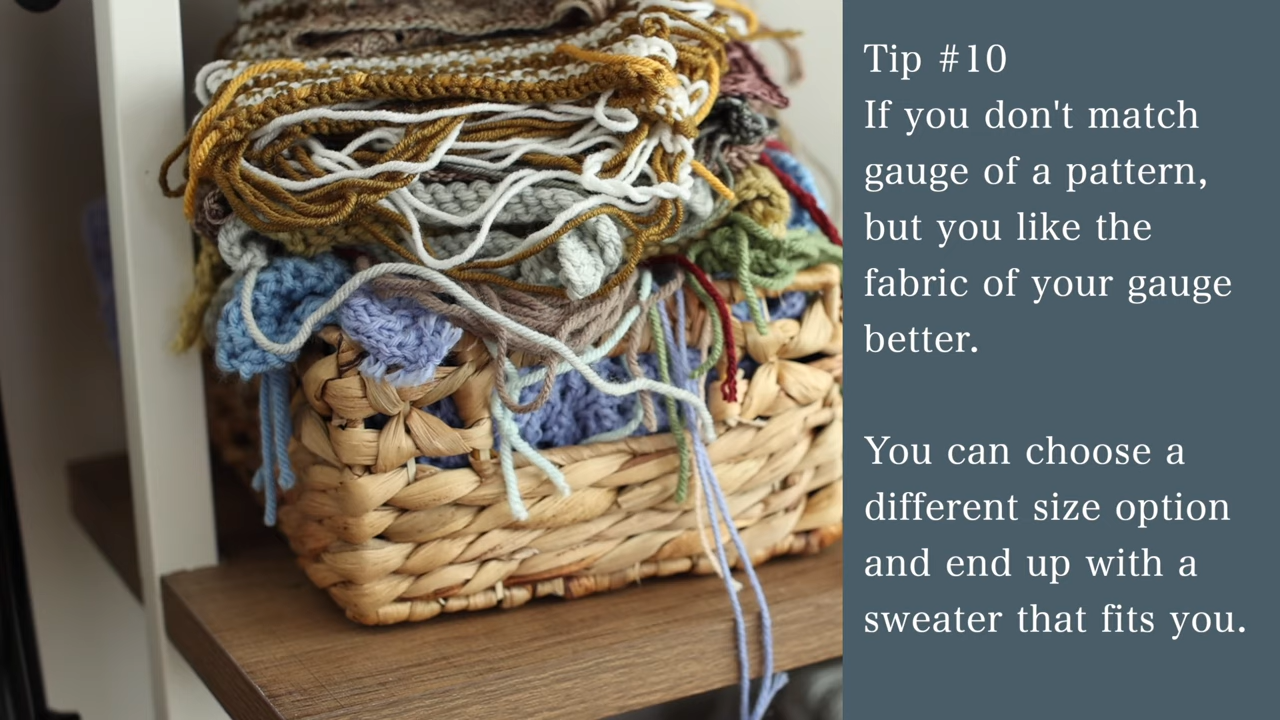 Tip #10
If you don't match
gauge of a pattern,
but you like the
fabric of your gauge
better.
You can choose a
different size option
and end up with a
sweater that fits you.